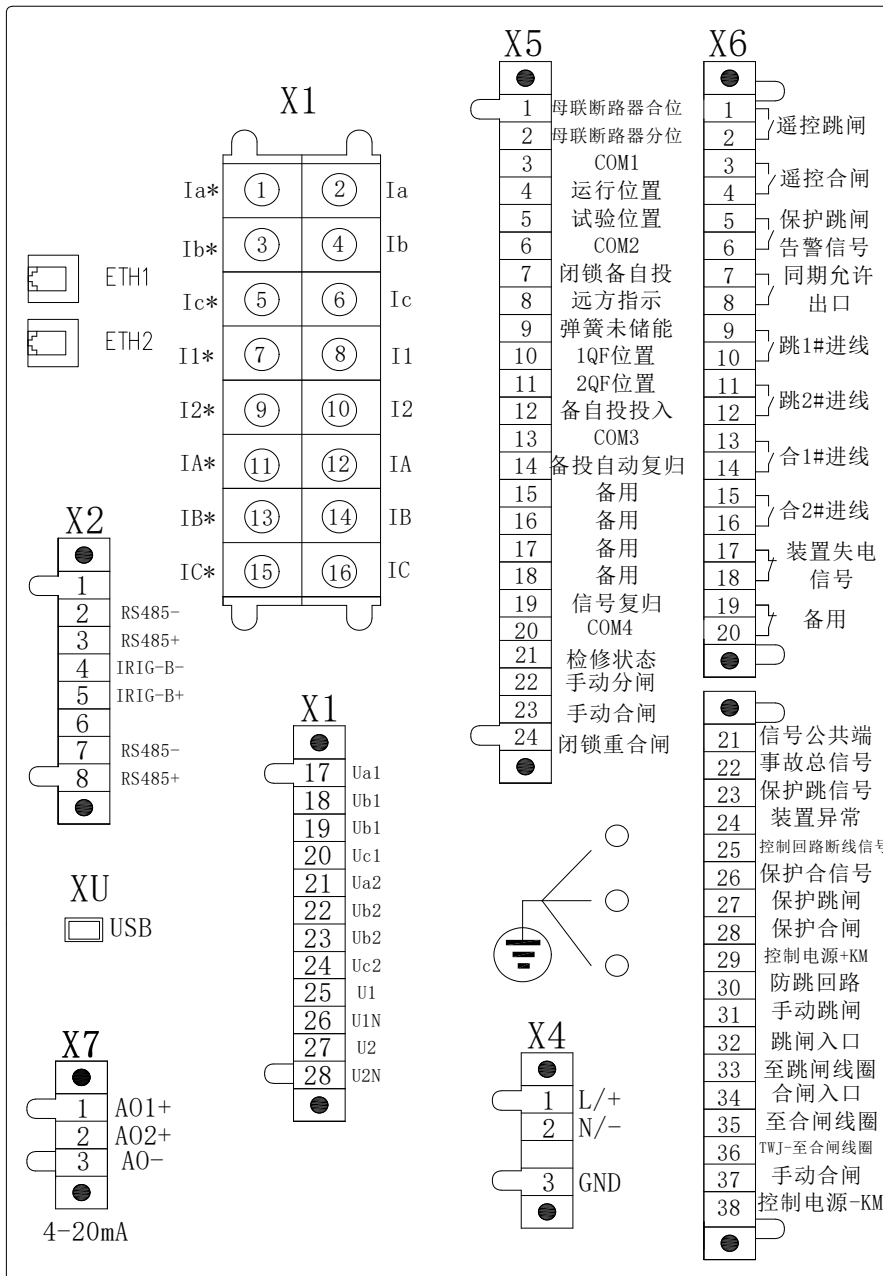 X1
Ia* 1 2 Ia
Ib* 3 4 Ib
Ic* 5 6 Ic
I1* 7 8 I1
I2* 9 10 I2
IA* 11 12 IA
IB* 13 14 IB
IC* 15 16 IC
ETH1
ETH2
X2
1
2 RS485-
3 RS485+
4 IRIG-B-
5 IRIG-B+
6
7 RS485-
8 RS485+
XU
USB
X7
1 AO1+
2 AO2+
3 AO-
4-20mA
X1
17 Ua1
18 Ub1
19 Ub1
20 Uc1
21 Ua2
22 Ub2
23 Ub2
24 Uc2
25 U1
26 U1N
27 U2
28 U2N
X5
1 母联断路器合位
2 母联断路器分位
3 COM1
4 运行位置
5 试验位置
6 COM2
7 闭锁备自投
8 远方指示
9 弹簧未储能
10 1QF位置
11 2QF位置
12 备自投投入
13 COM3
14 备投自动复归
15 备用
16 备用
17 备用
18 备用
19 信号复归
20 COM4
21 检修状态
22 手动分闸
23 手动合闸
24 闭锁重合闸
X4
1 L/+
2 N/-
3 GND
X6
1
2
遥控跳闸
3
4
遥控合闸
5 保护跳闸
6 告警信号
7 同期允许
8 出口
9
10
跳1#进线
11
12
跳2#进线
13
14
合1#进线
15
16
合2#进线
17 装置失电
18 信号
19
20
备用
21 信号公共端
22 事故总信号
23 保护跳信号
24 装置异常
25 控制回路断线信号
26 保护合信号
27 保护跳闸
28 保护合闸
29 控制电源+KM
30 防跳回路
31 手动跳闸
32 跳闸入口
33 至跳闸线圈
34 合闸入口
35 至合闸线圈
36 TWJ-至合闸线圈
37 手动合闸
38 控制电源-KM